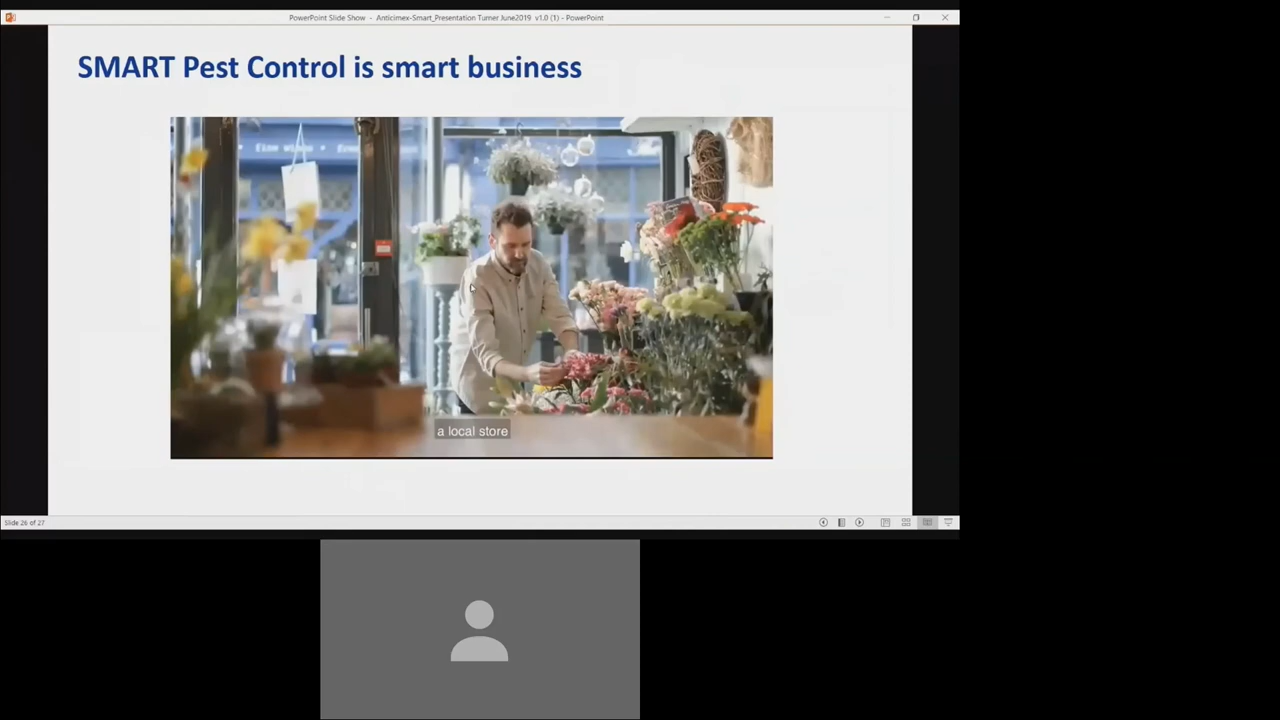 PowerPoint Slide Show - Anticimex-Smart_Presentation Turner June2019 v1.0 (1) - PowerPoint
SMART Pest Control is smart business
a local store
Slide 26 of 27